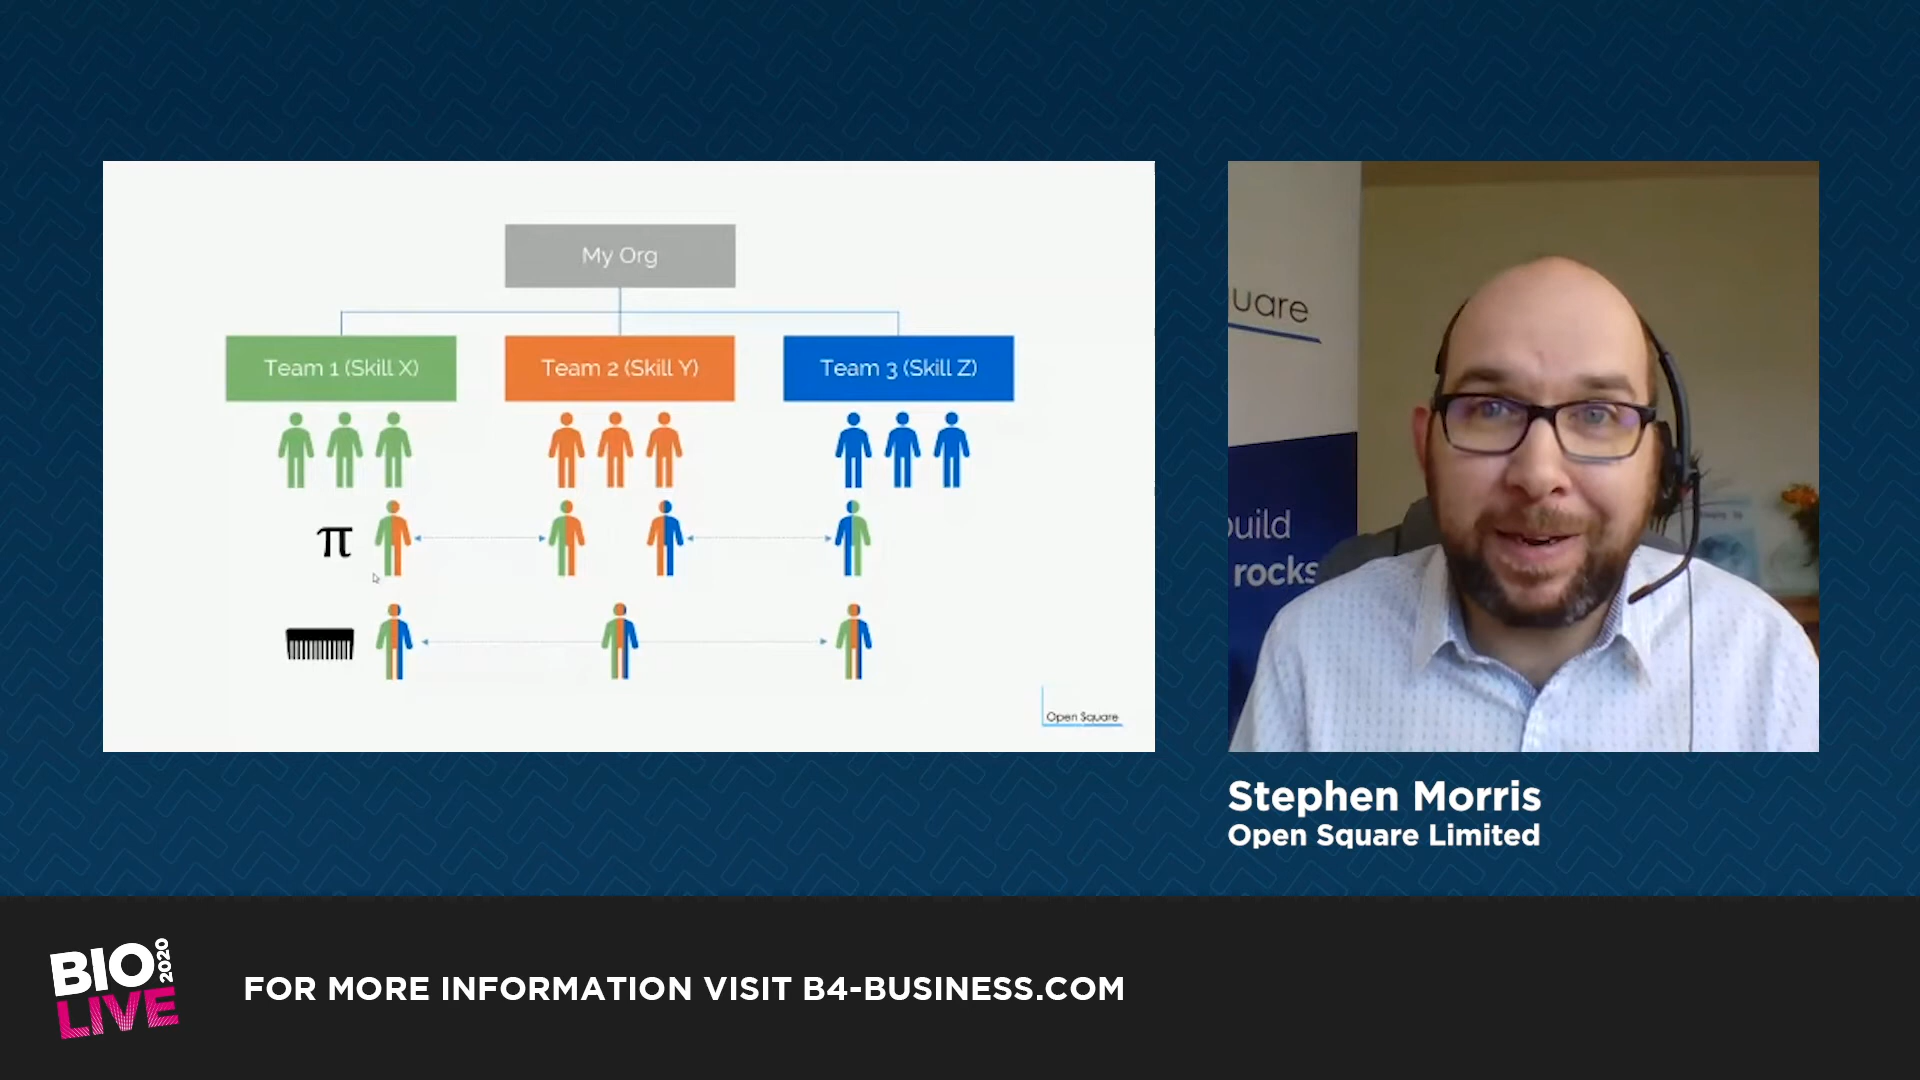 My Org
Team 1 (Skill X)
Team 2 (Skill Y)
Team 3 (Skill Z)
π
Open Square
uare
build
rocks
Stephen Morris
Open Square Limited
BIO 2020
LIVE
FOR MORE INFORMATION VISIT B4-BUSINESS.COM